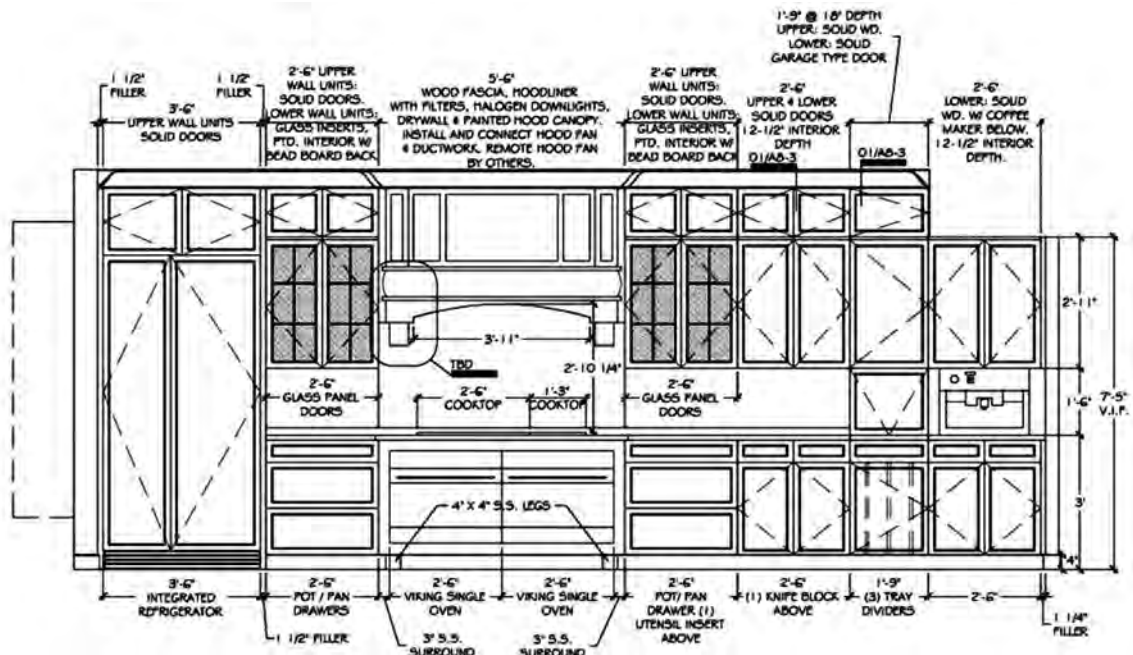 1'-9" @ 18" DEPTH
UPPER: SOLID WD.
LOWER: SOLID
GARAGE TYPE DOOR
1 1/2"
FILLER
1 1/2"
FILLER
3'-6"
UPPER WALL UNITS
SOLID DOORS
2'-6" UPPER
WALL UNITS:
SOLID DOORS.
LOWER WALL UNITS:
GLASS INSERTS,
PTD. INTERIOR W/
BEAD BOARD BACK
5'-6"
WOOD FASCIA, HOODLINER
WITH FILTERS, HALOGEN DOWNLIGHTS,
DRYWALL & PAINTED HOOD CANOPY.
INSTALL AND CONNECT HOOD FAN
& DUCTWORK. REMOTE HOOD FAN
BY OTHERS.
2'-6" UPPER
WALL UNITS:
SOLID DOORS.
LOWER WALL UNITS:
GLASS INSERTS,
PTD. INTERIOR W/
BEAD BOARD BACK
2'-6"
UPPER & LOWER
SOLID DOORS
12-1/2" INTERIOR
DEPTH
01/A8-3
01/A8-3
2'-6"
LOWER: SOLID
WD. W/ COFFEE
MAKER BELOW.
12-1/2" INTERIOR
DEPTH.
2'-11"
3'-11"
2'-10 1/4"
TBD
2'-6"
GLASS PANEL
DOORS
2'-6"
COOKTOP
1'-3"
COOKTOP
2'-6"
GLASS PANEL
DOORS
1'-6"
7'-5"
V.I.F.
4" X 4" S.S. LEGS
3'
4"
3'-6"
INTEGRATED
REFRIGERATOR
2'-6"
POT / PAN
DRAWERS
2'-6"
VIKING SINGLE
OVEN
2'-6"
VIKING SINGLE
OVEN
2'-6"
POT/ PAN
DRAWER (1)
UTENSIL INSERT
ABOVE
2'-6"
(1) KNIFE BLOCK
ABOVE
1'-9"
(3) TRAY
DIVIDERS
2'-6"
1 1/2" FILLER
3" S.S.
SURROUND
3" S.S.
SURROUND
1 1/4"
FILLER